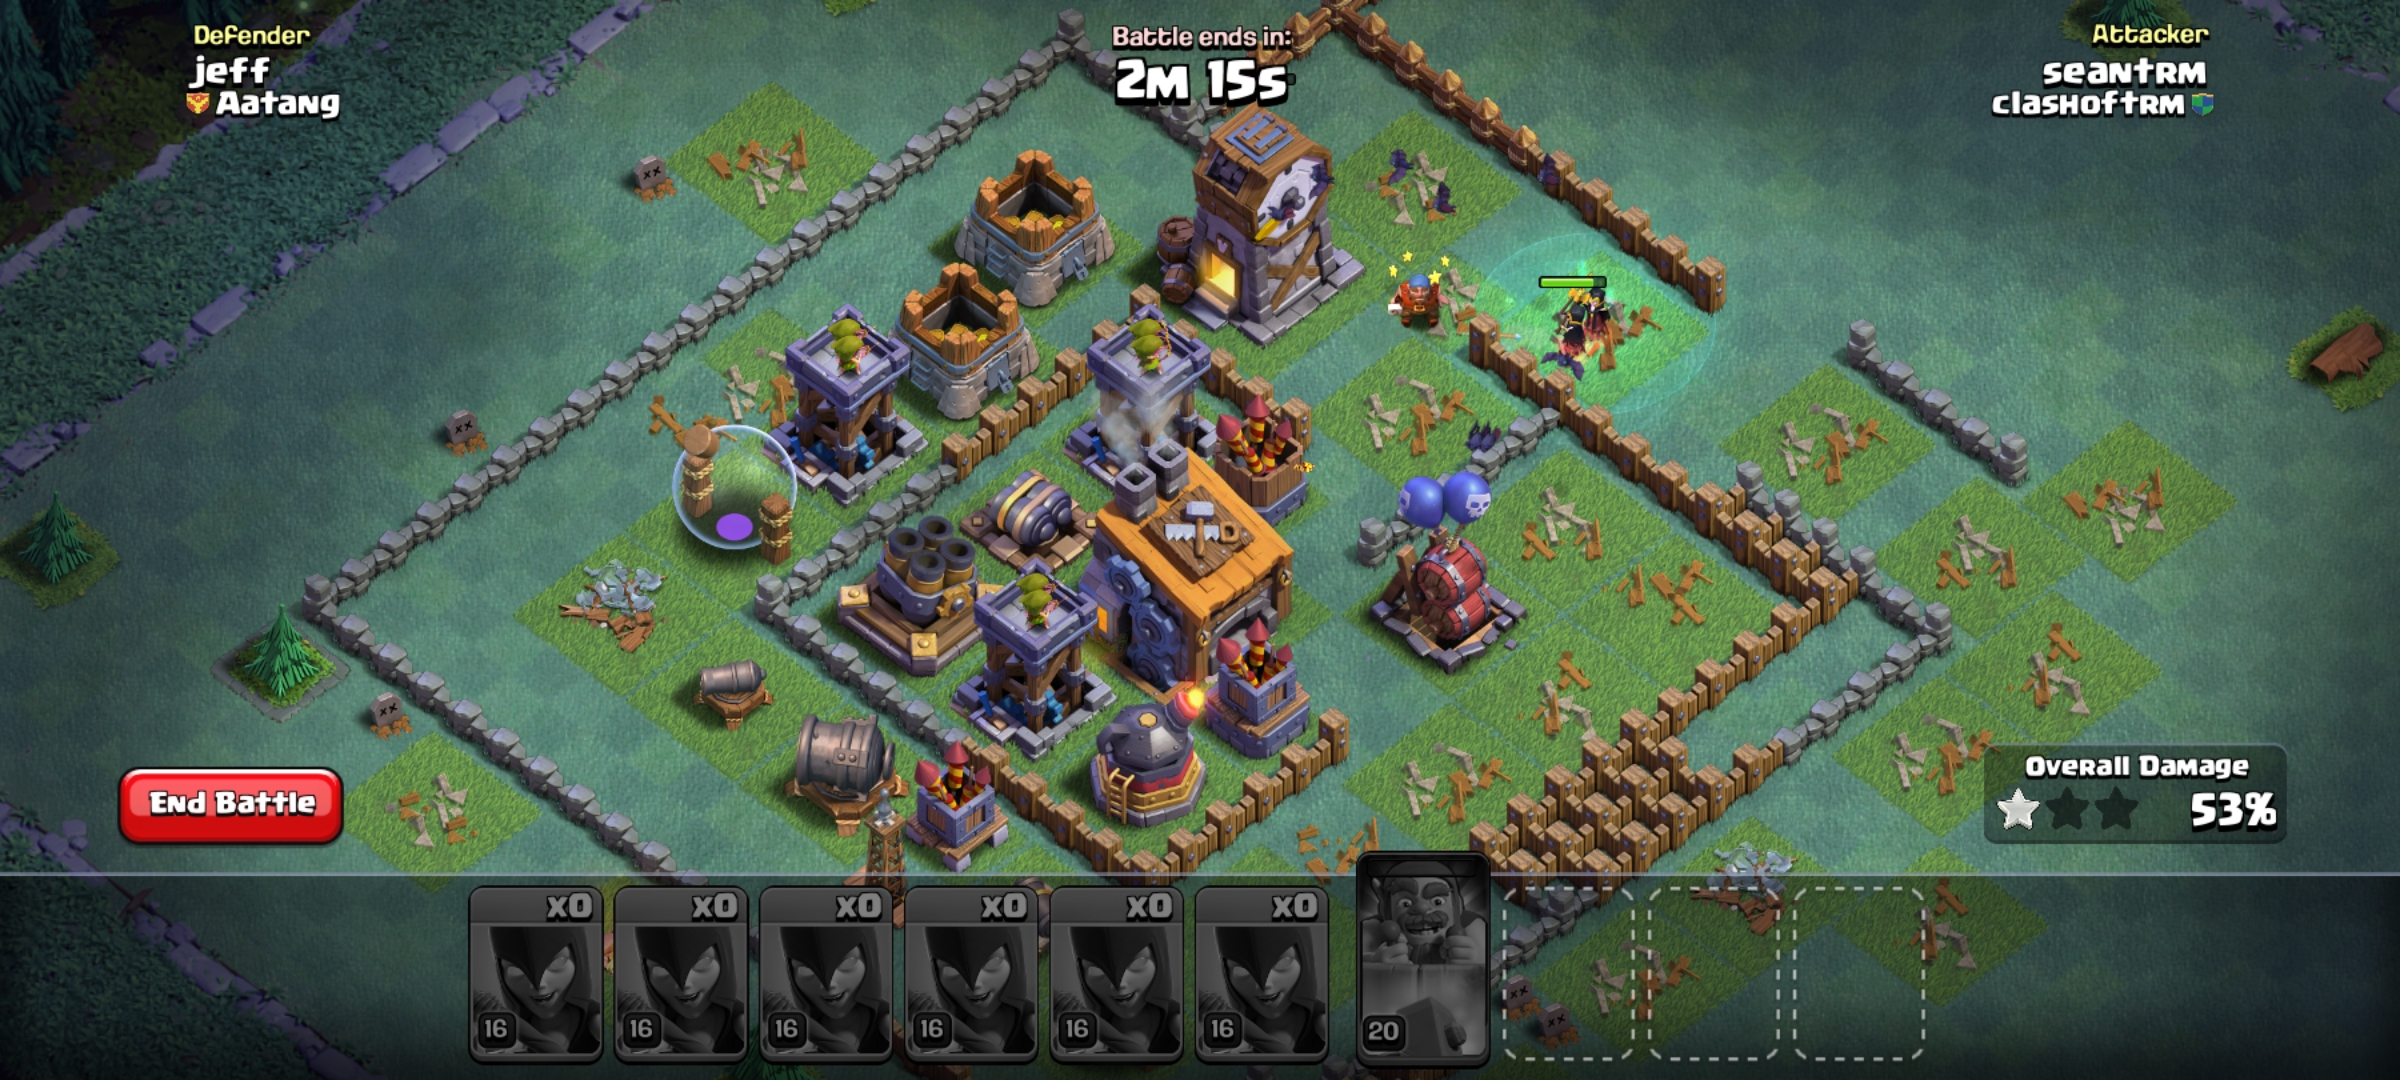 Defender
jeff
Aatang
Battle ends in:
2M 15s
Attacker
seantrm
clashoftrm
End Battle
Overall Damage
53%
x0
x0
x0
x0
x0
x0
16
16
16
16
16
16
20